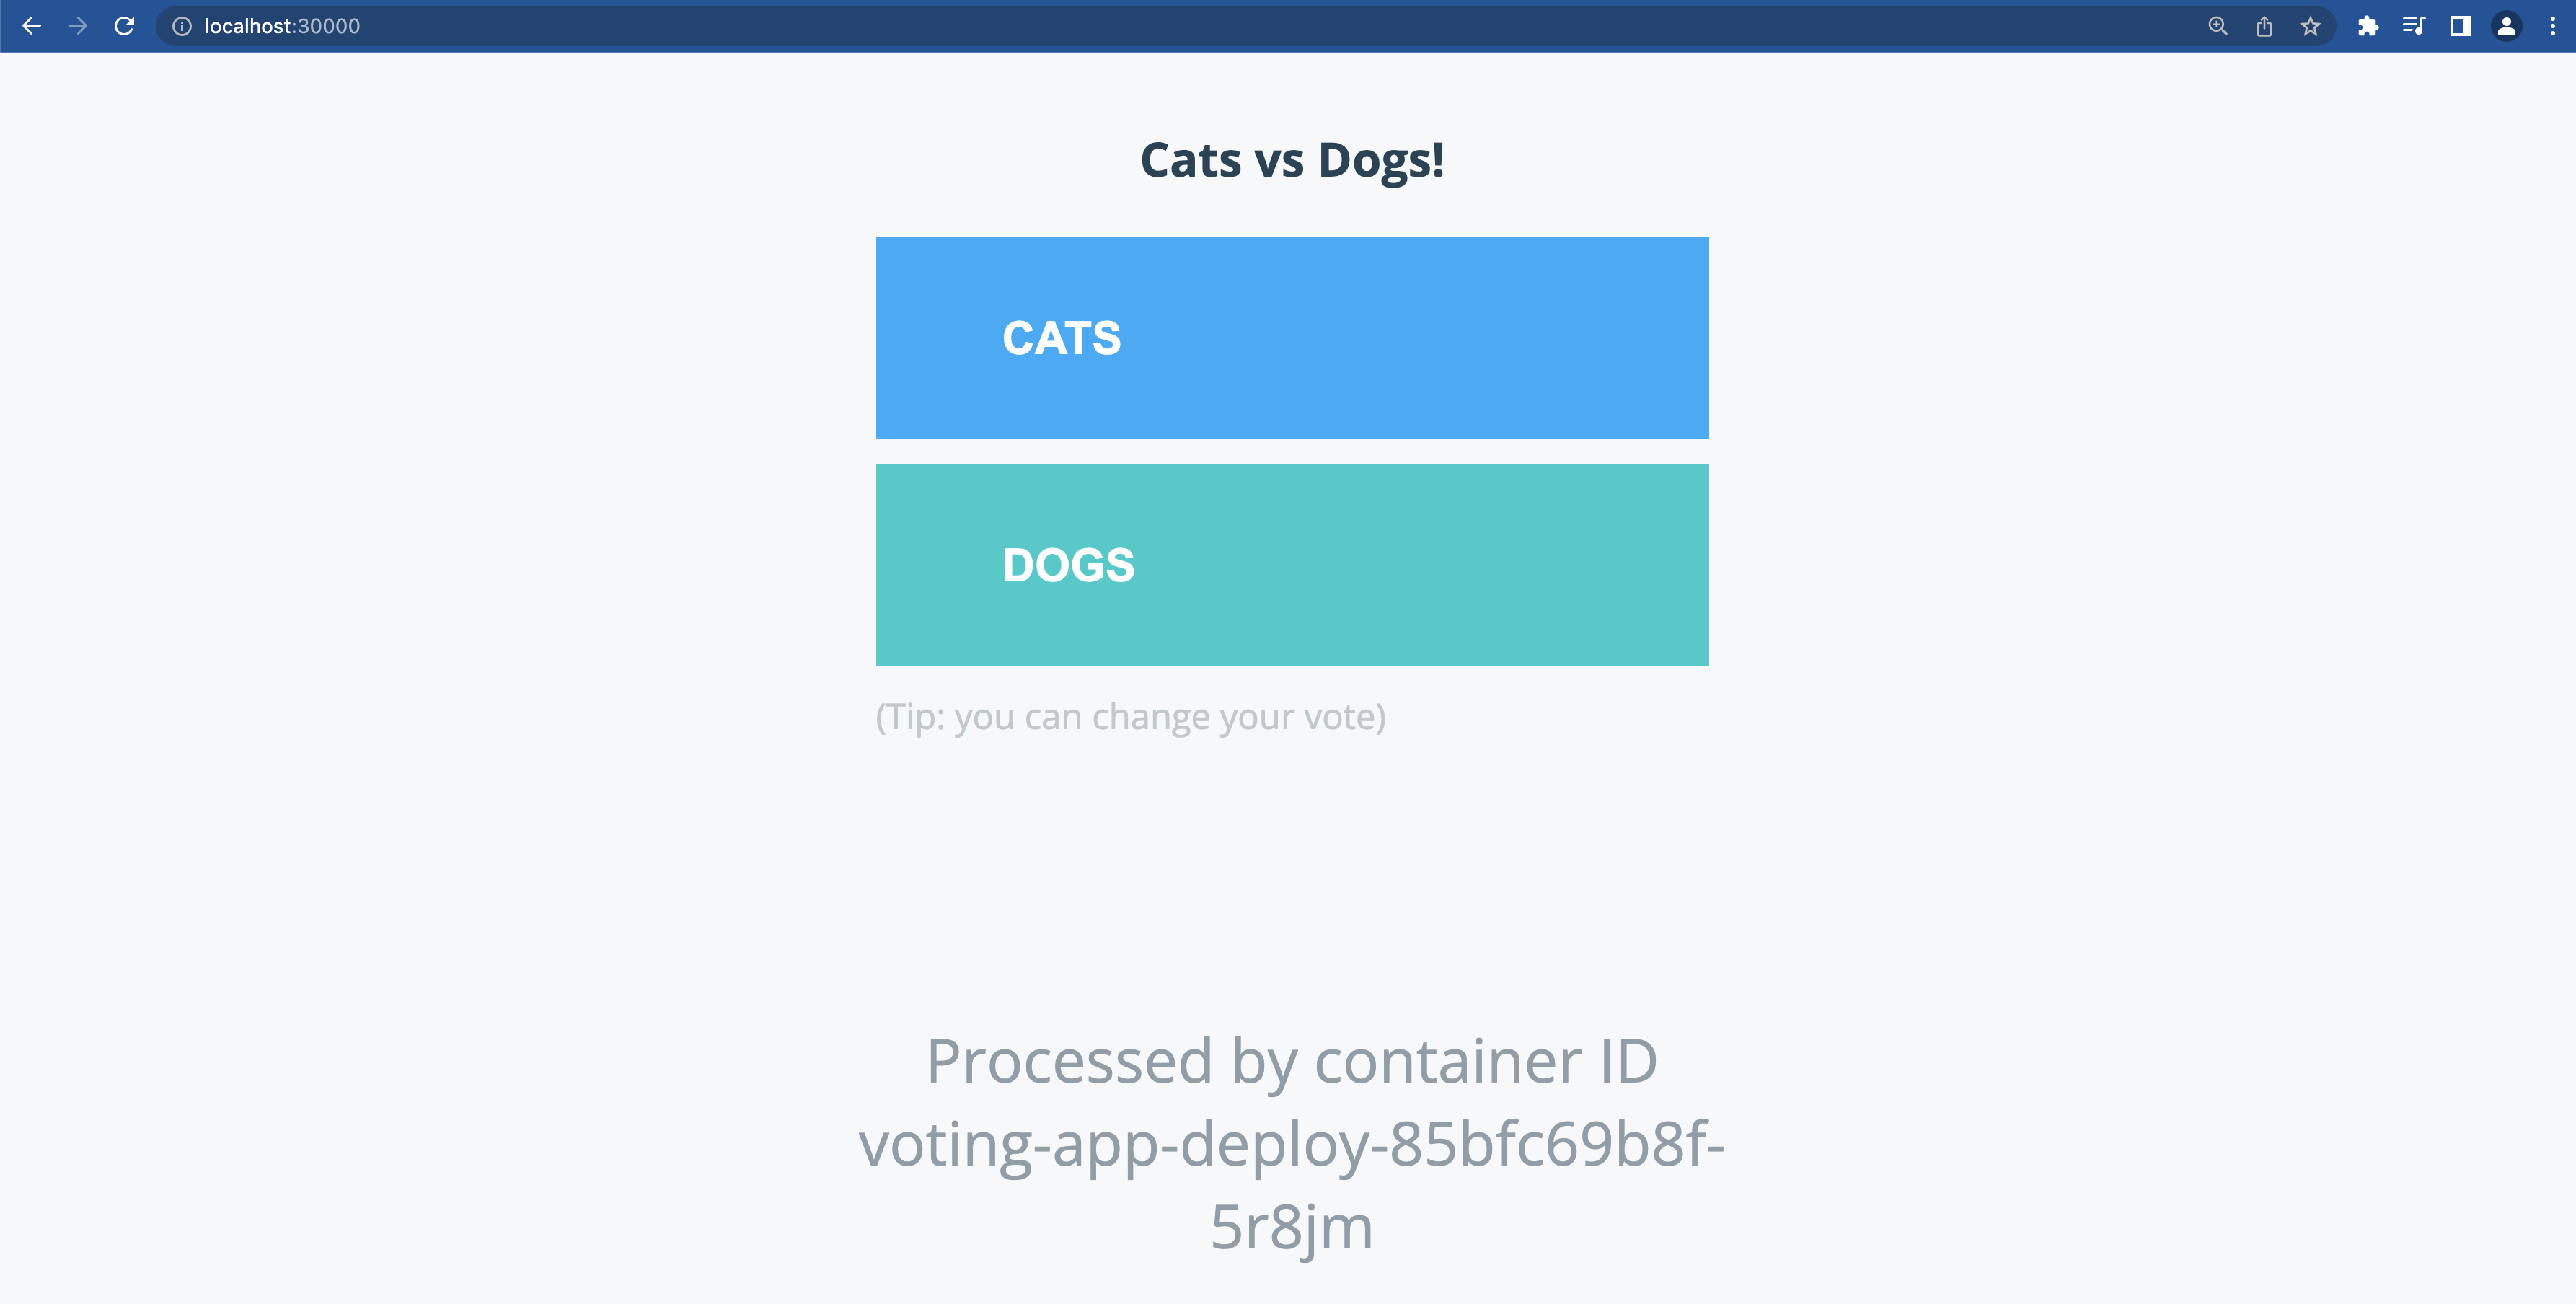 localhost:30000
Cats vs Dogs!
CATS
DOGS
(Tip: you can change your vote)
Processed by container ID
voting-app-deploy-85bfc69b8f-
5r8jm